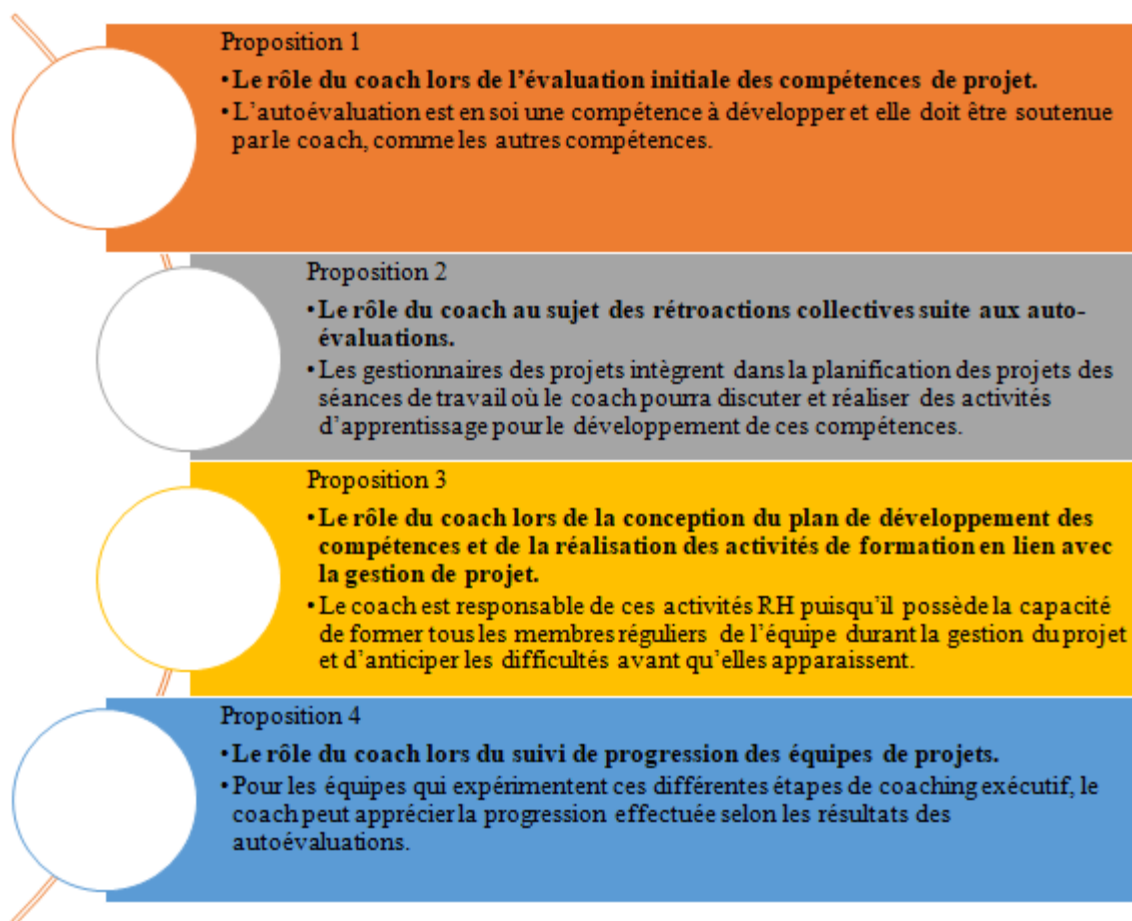 Proposition 1
•Le rôle du coach lors de l’évaluation initiale des compétences de projet.
•L’autoévaluation est en soi une compétence à développer et elle doit être soutenue
par le coach, comme les autres compétences.
Proposition 2
•Le rôle du coach au sujet des rétroactions collectives suite aux auto-
évaluations.
•Les gestionnaires des projets intègrent dans la planification des projets des
séances de travail où le coach pourra discuter et réaliser des activités
d’apprentissage pour le développement de ces compétences.
Proposition 3
•Le rôle du coach lors de la conception du plan de développement des
compétences et de la réalisation des activités de formation en lien avec
la gestion de projet.
•Le coach est responsable de ces activités RH puisqu’il possède la capacité
de former tous les membres réguliers de l’équipe durant la gestion du projet
et d’anticiper les difficultés avant qu’elles apparaissent.
Proposition 4
•Le rôle du coach lors du suivi de progression des équipes de projets.
•Pour les équipes qui expérimentent ces différentes étapes de coaching exécutif, le
coach peut apprécier la progression effectuée selon les résultats des
autoévaluations.